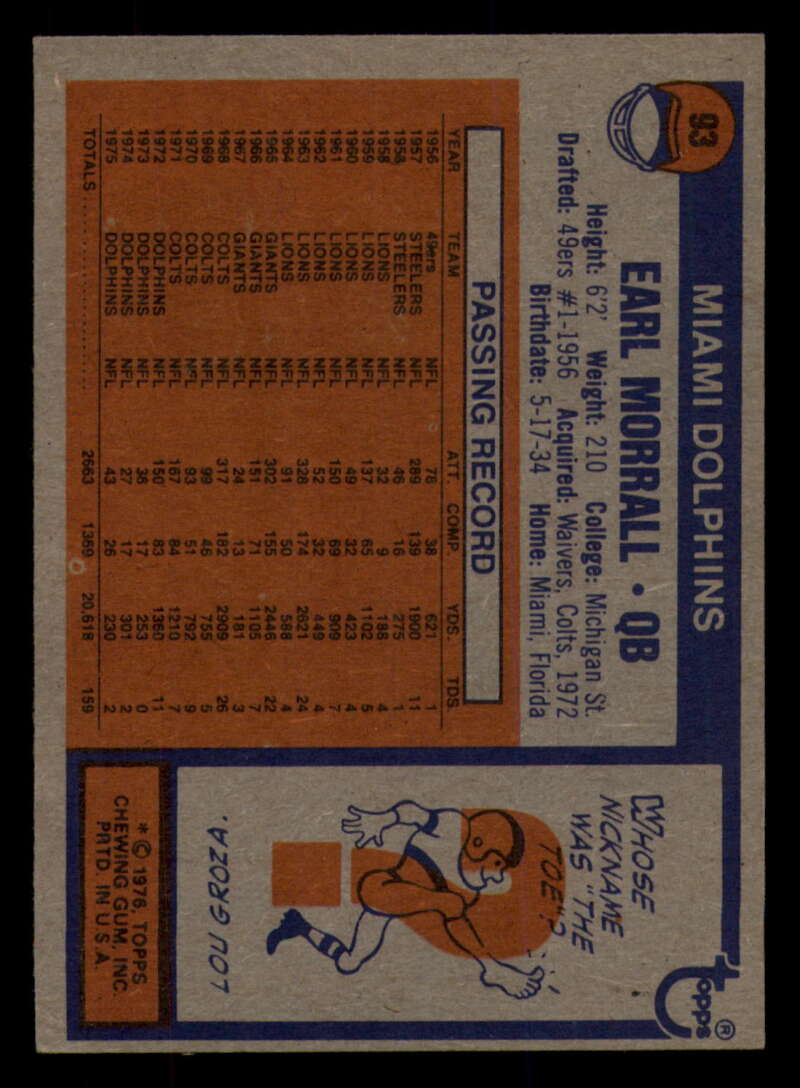 93
MIAMI DOLPHINS
EARL MORRALL • QB
Height: 6'2' Weight: 210 College: Michigan St.
Drafted: 49ers #1-1956 Acquired: Waivers, Colts, 1972
Birthdate: 5-17-34 Home: Miami, Florida
PASSING RECORD
YEAR TEAM ATT. COMP. YDS. TDS
1956 49ers NFL 78 38 621 1
1957 STEELERS NFL 289 139 1900 11
1958 STEELERS NFL 46 16 275 1
1958 LIONS NFL 32 9 188 4
1959 LIONS NFL 137 65 1102 5
1960 LIONS NFL 49 32 423 4
1961 LIONS NFL 150 69 909 7
1962 LIONS NFL 52 32 449 4
1963 LIONS NFL 328 174 2621 24
1964 LIONS NFL 91 50 588 4
1965 GIANTS NFL 302 155 2446 22
1966 GIANTS NFL 151 71 1105 7
1967 GIANTS NFL 24 13 181 3
1968 COLTS NFL 317 182 2909 26
1969 COLTS NFL 99 46 755 5
1970 COLTS NFL 93 51 792 9
1971 COLTS NFL 167 84 1210 7
1972 DOLPHINS NFL 150 83 1360 11
1973 DOLPHINS NFL 38 17 253 0
1974 DOLPHINS NFL 27 17 301 2
1975 DOLPHINS NFL 43 26 230 2
TOTALS 2663 1369 20,618 159
topps®
WHOSE
NICKNAME
WAS "THE
TOE"?
LOU GROZA.
* © 1976, TOPPS
CHEWING GUM, INC.
PRTD. IN U.S.A.